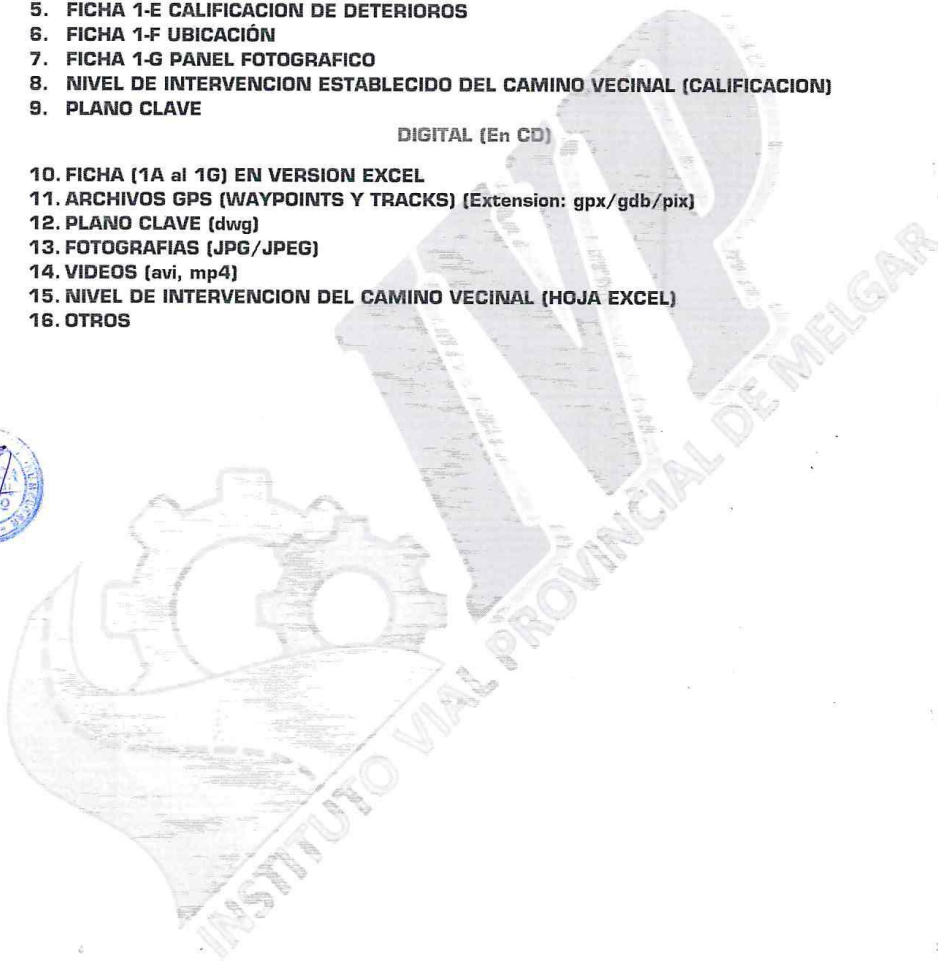 5. FICHA 1-E CALIFICACION DE DETERIOROS
6. FICHA 1-F UBICACIÓN
7. FICHA 1-G PANEL FOTOGRAFICO
8. NIVEL DE INTERVENCION ESTABLECIDO DEL CAMINO VECINAL (CALIFICACION)
9. PLANO CLAVE
DIGITAL (En CD)
10. FICHA (1A al 1G) EN VERSION EXCEL
11. ARCHIVOS GPS (WAYPOINTS Y TRACKS) (Extension: gpx/gdb/pix)
12. PLANO CLAVE (dwg)
13. FOTOGRAFIAS (JPG/JPEG)
14. VIDEOS (avi, mp4)
15. NIVEL DE INTERVENCION DEL CAMINO VECINAL (HOJA EXCEL)
16. OTROS
IVP
INSTITUTO VIAL PROVINCIAL DE MELGAR